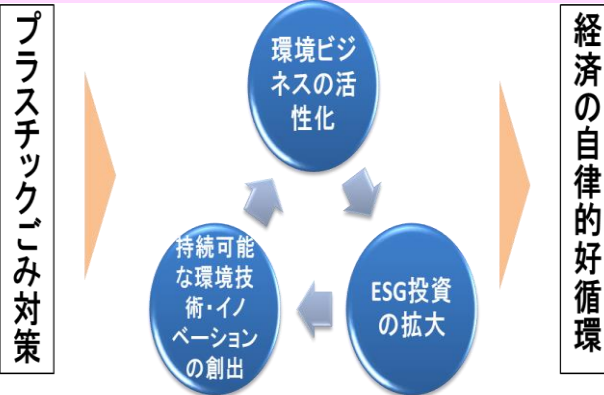 プラスチックごみ対策
環境ビジ
ネスの活
性化
ESG投資
の拡大
持続可能
な環境技
術・イノ
ベーション
の創出
経済の自律的好循環